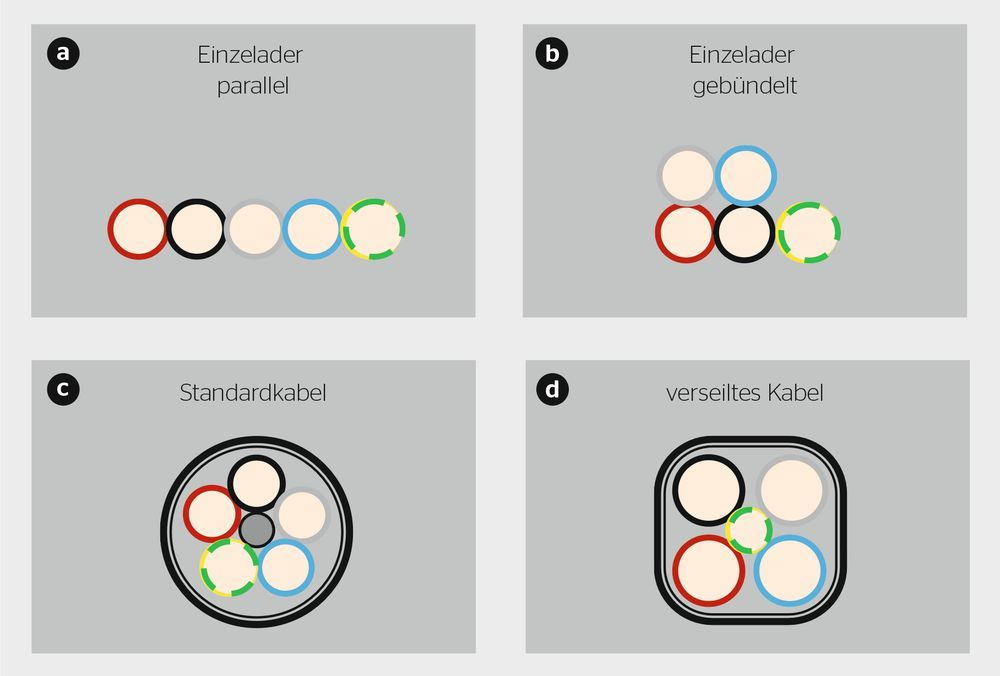 a
Einzelader
parallel
b
Einzelader
gebündelt
c
Standardkabel
d
verseiltes Kabel